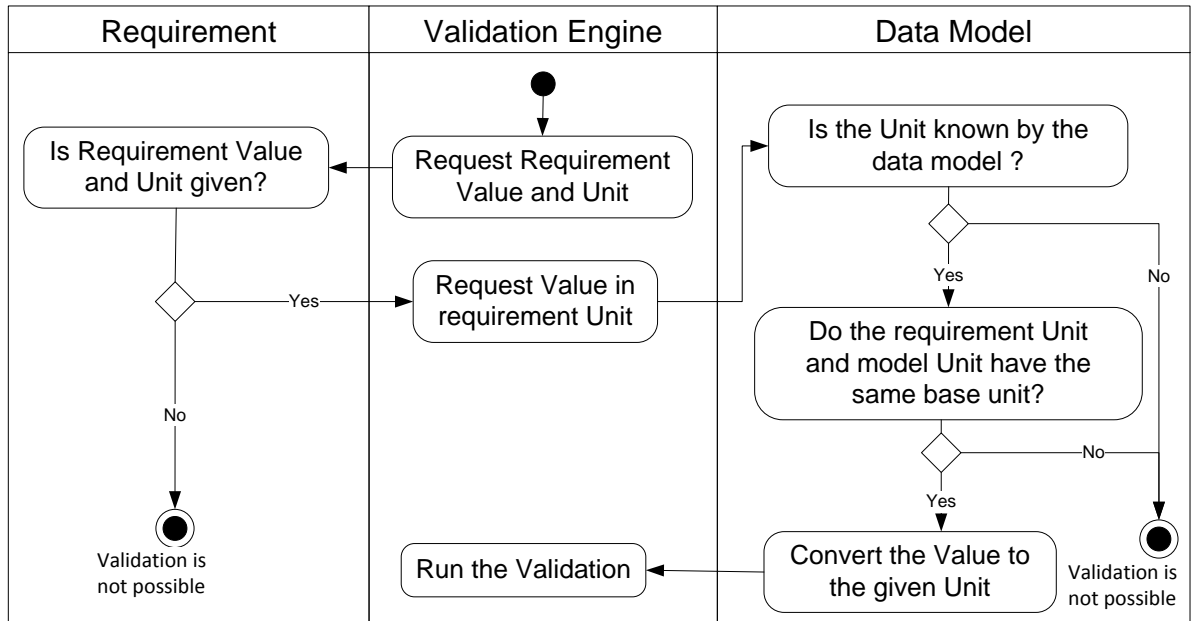 Requirement
Validation Engine
Data Model
Is Requirement Value
and Unit given?
Request Requirement
Value and Unit
Is the Unit known by the
data model ?
Yes
Request Value in
requirement Unit
Yes
No
Do the requirement Unit
and model Unit have the
same base unit?
No
No
Yes
Validation is
not possible
Run the Validation
Convert the Value to
the given Unit
Validation is
not possible